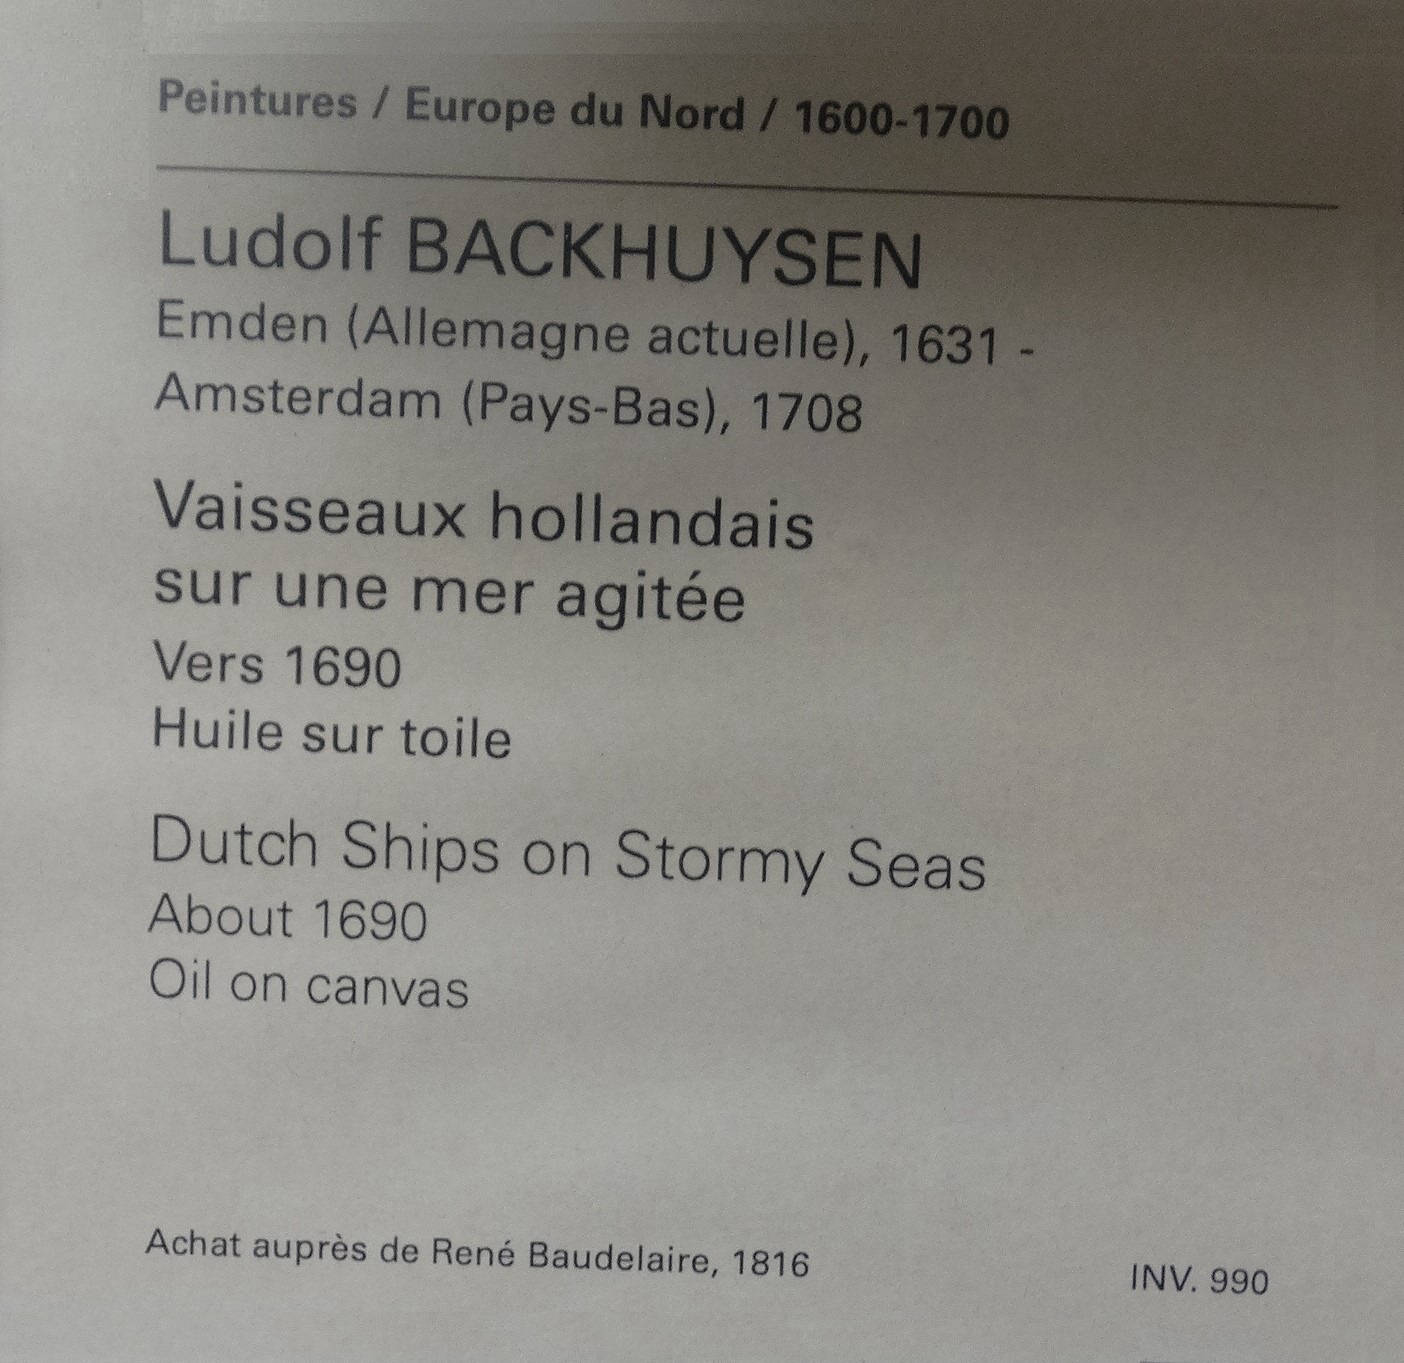 Peintures / Europe du Nord / 1600-1700
Ludolf BACKHUYSEN
Emden (Allemagne actuelle), 1631 -
Amsterdam (Pays-Bas), 1708
Vaisseaux hollandais
sur une mer agitée
Vers 1690
Huile sur toile
Dutch Ships on Stormy Seas
About 1690
Oil on canvas
Achat auprès de René Baudelaire, 1816
INV. 990